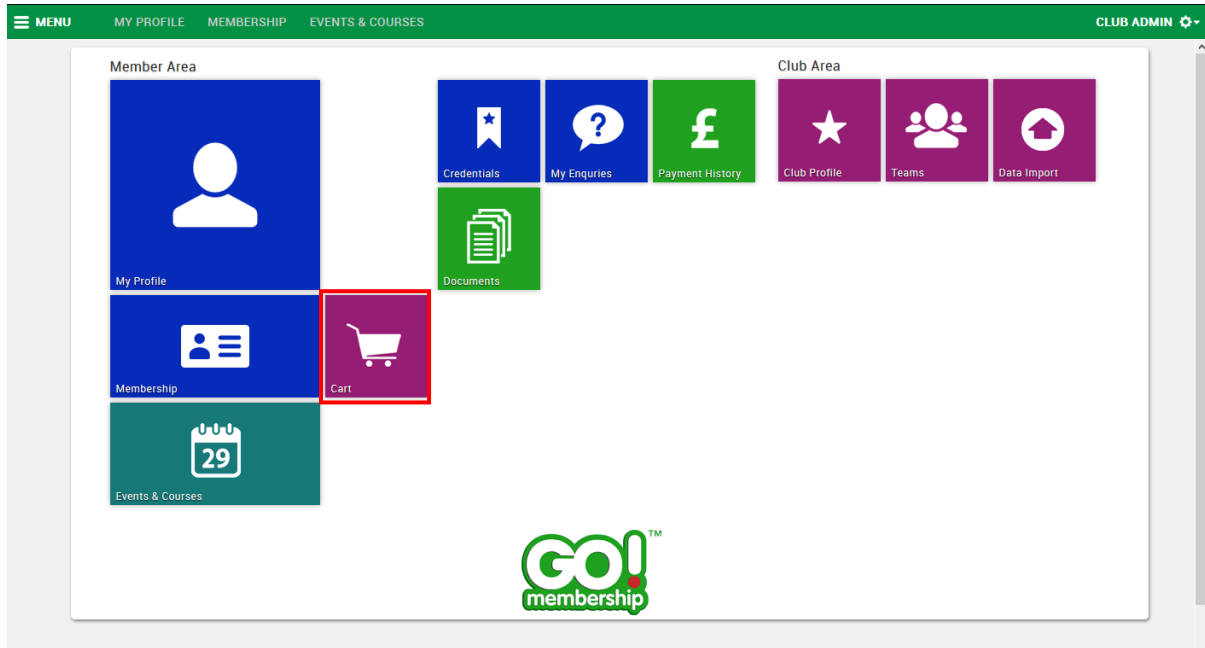 MENU MY PROFILE MEMBERSHIP EVENTS & COURSES CLUB ADMIN
Member Area
Club Area
My Profile
Credentials
?
My Enquries
£
Payment History
Club Profile
Teams
Data Import
Documents
Membership
Cart
29
Events & Courses
GO! TM
membership